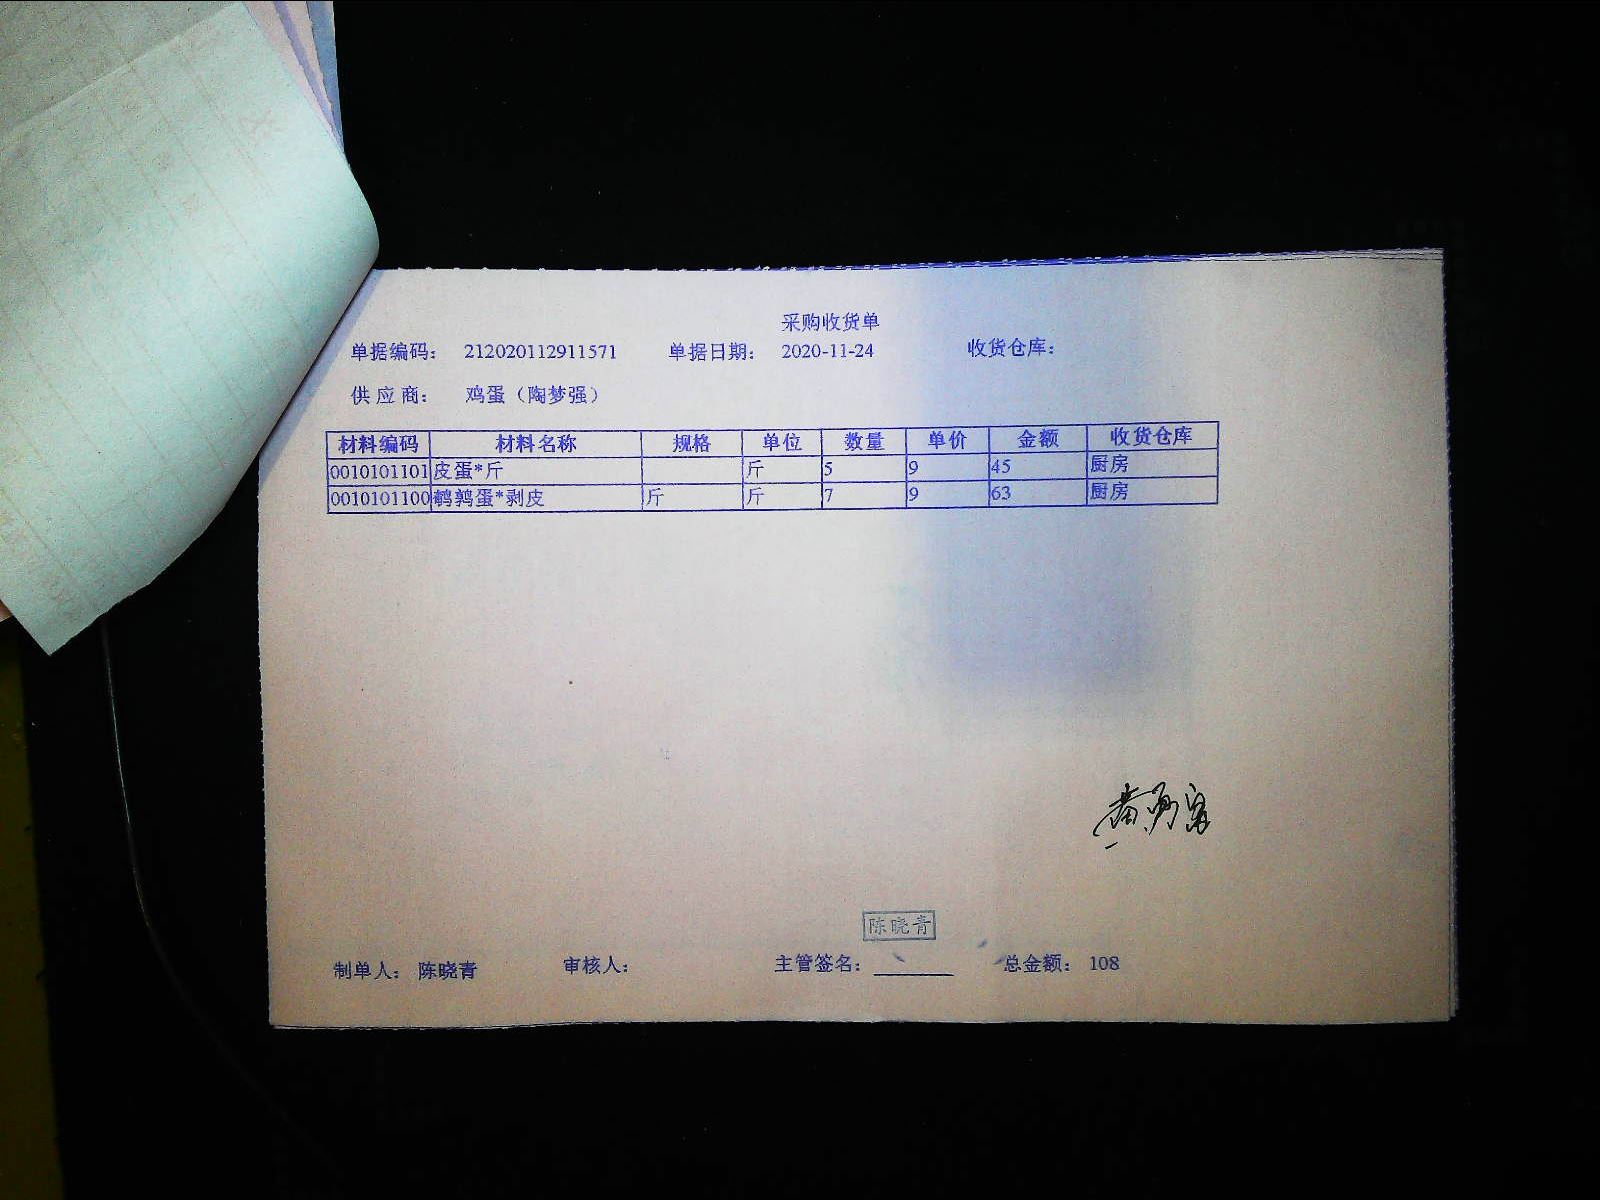 采购收货单
单据编码： 212020112911571 单据日期： 2020-11-24 收货仓库：
供 应 商： 鸡蛋（陶梦强）
材料编码 材料名称 规格 单位 数量 单价 金额 收货仓库
0010101101 皮蛋*斤 斤 5 9 45 厨房
0010101100 鹌鹑蛋*剥皮 斤 斤 7 9 63 厨房
陈晓青
制单人： 陈晓青 审核人： 主管签名： 总金额： 108